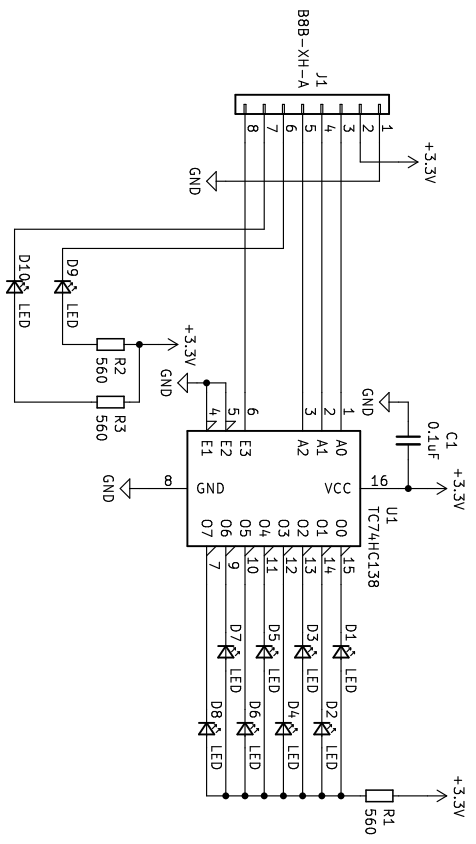 J1
B8B-XH-A
1
2
3
4
5
6
7
8
+3.3V
GND
D10
LED
D9
LED
R2
560
R3
560
+3.3V
GND
GND
C1
0.1uF
+3.3V
GND
U1
TC74HC138
1
A0
2
A1
3
A2
6
E3
5
E2
4
E1
8
GND
16
VCC
O0
15
O1
14
O2
13
O3
12
O4
11
O5
10
O6
9
O7
7
D1
LED
D2
LED
D3
LED
D4
LED
D5
LED
D6
LED
D7
LED
D8
LED
R1
560
+3.3V